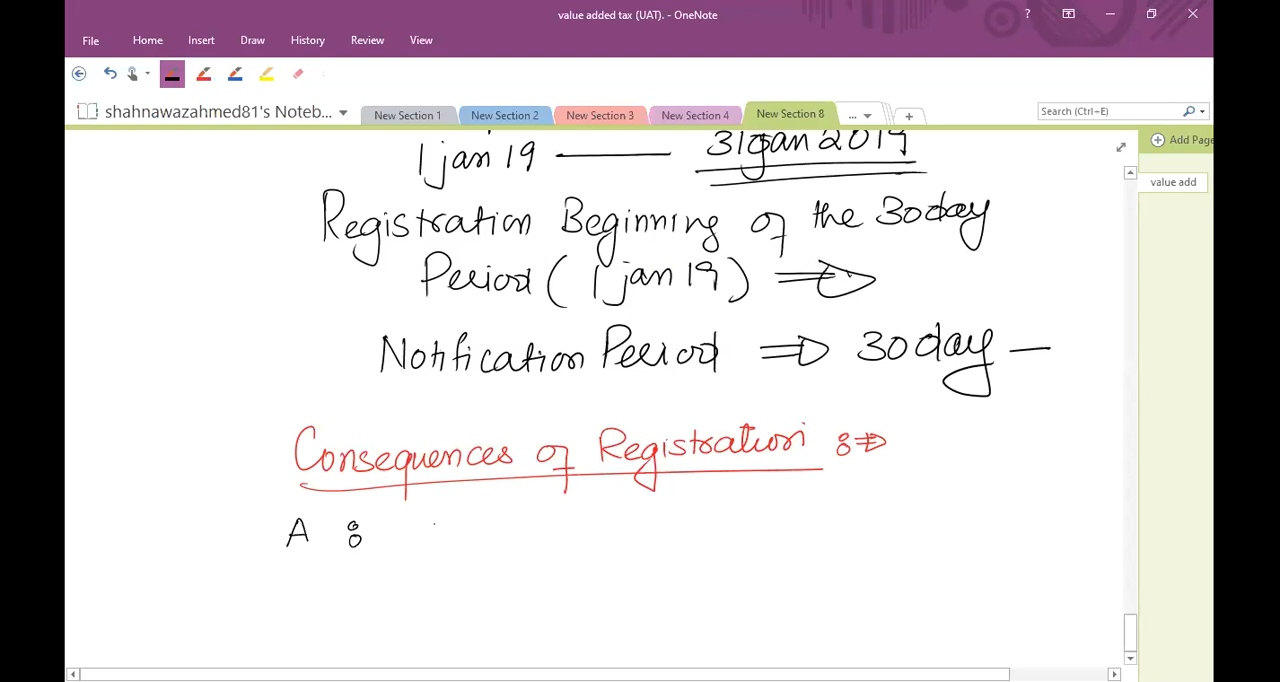 value added tax (UAT). - OneNote
?
File Home Insert Draw History Review View
shahnawazahmed81's Noteb... New Section 1 New Section 2 New Section 3 New Section 4 New Section 8 ... Search (Ctrl+E)
Add Page
value add
1 jan 19 —— 31 jan 2019
Registration Beginning of the 30 day
Period ( 1 jan 19 ) ⇒
Notification Period ⇒ 30 day —
Consequences of Registration :⇒
A :